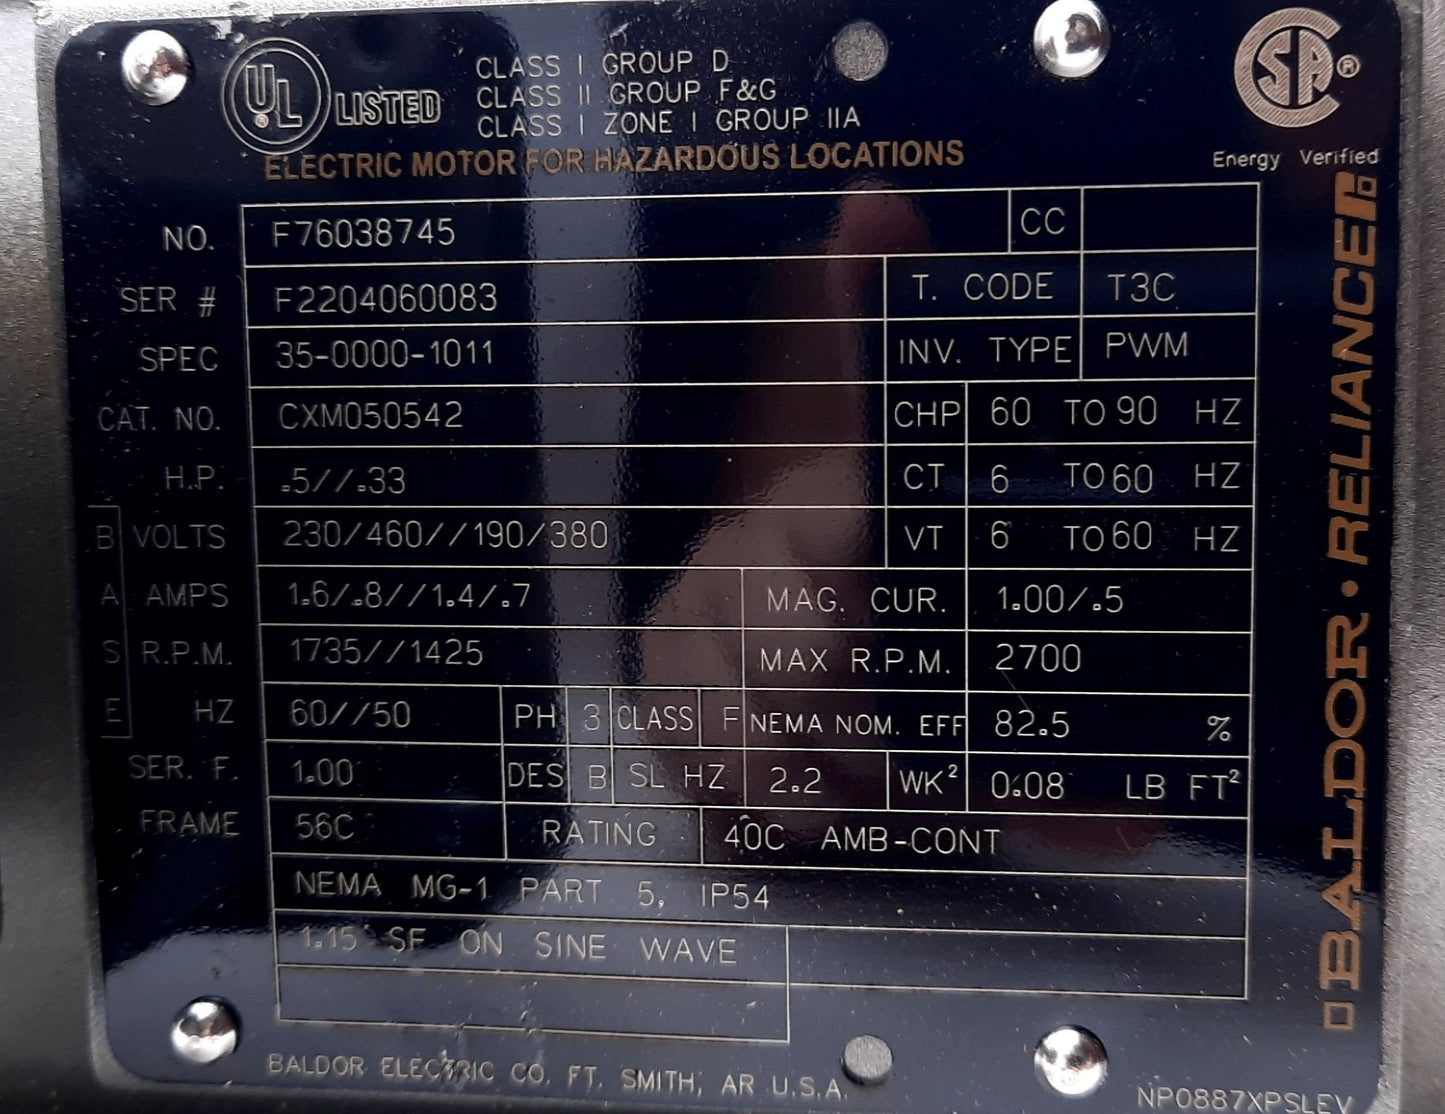 UL® LISTED
CLASS I GROUP D
CLASS II GROUP F&G
CLASS I ZONE I GROUP IIA
ELECTRIC MOTOR FOR HAZARDOUS LOCATIONS
CSA®
Energy Verified
NO. F76038745 CC
SER # F2204060083 T. CODE T3C
SPEC 35-0000-1011 INV. TYPE PWM
CAT. NO. CXM050542 CHP 60 TO 90 HZ
H.P. .5//.33 CT 6 TO 60 HZ
BASE
VOLTS 230/460//190/380 VT 6 TO 60 HZ
AMPS 1.6/.8//1.4/.7 MAG. CUR. 1.00/.5
R.P.M. 1735//1425 MAX R.P.M. 2700
HZ 60//50 PH 3 CLASS F NEMA NOM. EFF 82.5 %
SER. F. 1.00 DES B SL HZ 2.2 WK² 0.08 LB FT²
FRAME 56C RATING 40C AMB-CONT
NEMA MG-1 PART 5, IP54
1.15 SF ON SINE WAVE
BALDOR ELECTRIC CO. FT. SMITH, AR U.S.A.
NP0887XPSLEV
BALDOR · RELIANCE